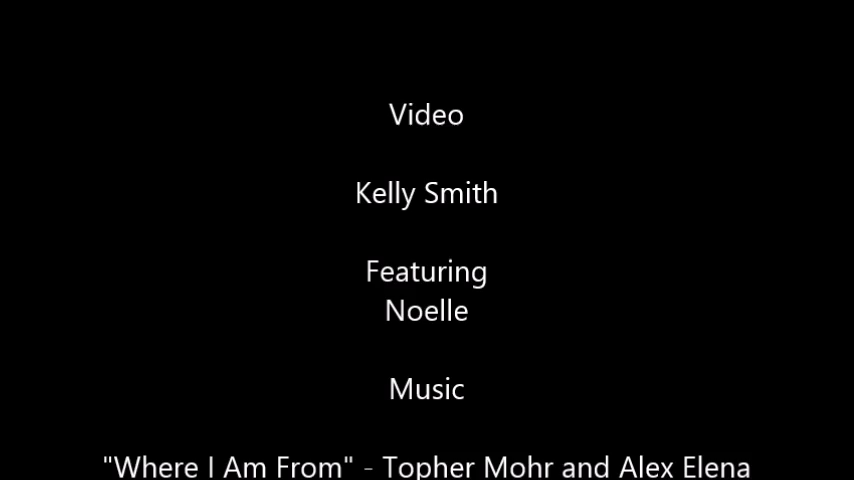 Video
Kelly Smith
Featuring
Noelle
Music
"Where I Am From" - Topher Mohr and Alex Elena